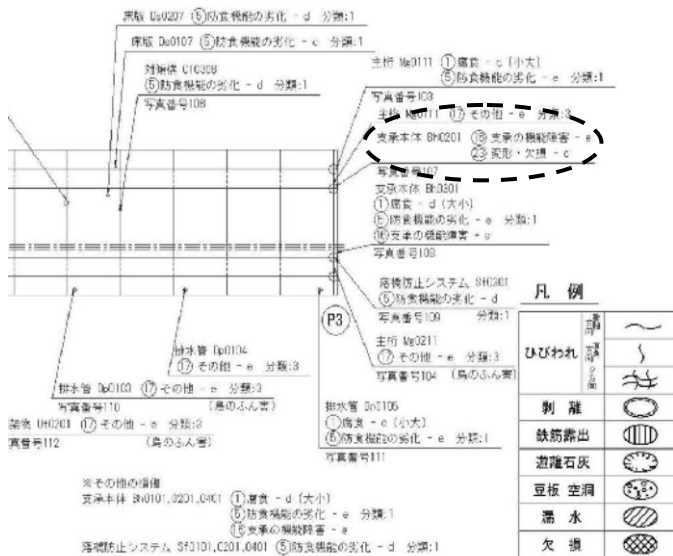 床版 Ds0207 ⑤防食機能の劣化 - d 分類:1
床版 Ds0107 ⑤防食機能の劣化 - c 分類:1
対傾構 Cf0308
⑤防食機能の劣化 - d 分類:1
写真番号108
主桁 Mg0111 ①腐食 - c (小大)
⑤防食機能の劣化 - e 分類:1
写真番号103
主桁 Mg0111 ⑰その他 - e 分類:3
支承本体 Bh0201 ⑯支承の機能障害 - e
㉓変形・欠損 - c
写真番号107
支承本体 Bh0301
①腐食 - d (大小)
⑤防食機能の劣化 - e 分類:1
⑯支承の機能障害 - e
写真番号108
落橋防止システム Sf0301
⑤防食機能の劣化 - d
写真番号109 分類:1
P3
主桁 Mg0211
⑰その他 - e 分類:3
写真番号104 (鳥のふん害)
排水管 Dp0104
⑰その他 - e 分類:3
排水管 Dp0103 ⑰その他 - e 分類:3
写真番号110 (鳥のふん害)
架物 Ut0201 ⑰その他 - e 分類:3
真番号112 (鳥のふん害)
排水管 Dp0105
①腐食 - c (小大)
⑤防食機能の劣化 - e 分類:1
写真番号111
※その他の損傷
支承本体 Bh0101,0201,0401 ①腐食 - d (大小)
⑤防食機能の劣化 - e 分類:1
⑯支承の機能障害 - e
落橋防止システム Sf0101,0201,0401 ⑤防食機能の劣化 - d 分類:1
凡例
ひびわれ
剥離
鉄筋露出
遊離石灰
豆板 空洞
漏水
欠損